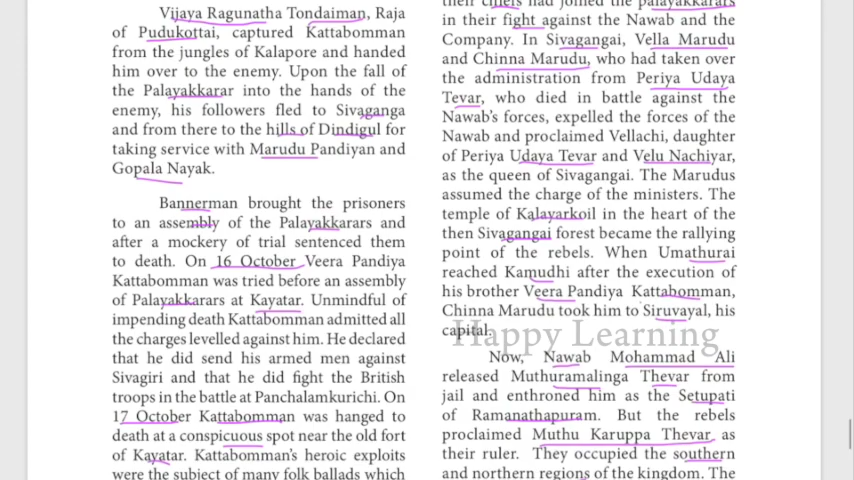 Vijaya Ragunatha Tondaiman, Raja
of Pudukottai, captured Kattabomman
from the jungles of Kalapore and handed
him over to the enemy. Upon the fall of
the Palayakkarar into the hands of the
enemy, his followers fled to Sivaganga
and from there to the hills of Dindigul for
taking service with Marudu Pandiyan and
Gopala Nayak.
Bannerman brought the prisoners
to an assembly of the Palayakkarars and
after a mockery of trial sentenced them
to death. On 16 October Veera Pandiya
Kattabomman was tried before an assembly
of Palayakkarars at Kayatar. Unmindful of
impending death Kattabomman admitted all
the charges levelled against him. He declared
that he did send his armed men against
Sivagiri and that he did fight the British
troops in the battle at Panchalamkurichi. On
17 October Kattabomman was hanged to
death at a conspicuous spot near the old fort
of Kayatar. Kattabomman's heroic exploits
were the subject of many folk ballads which
their chiefs had joined the palayakkarars
in their fight against the Nawab and the
Company. In Sivagangai, Vella Marudu
and Chinna Marudu, who had taken over
the administration from Periya Udaya
Tevar, who died in battle against the
Nawab's forces, expelled the forces of the
Nawab and proclaimed Vellachi, daughter
of Periya Udaya Tevar and Velu Nachiyar,
as the queen of Sivagangai. The Marudus
assumed the charge of the ministers. The
temple of Kalayarkoil in the heart of the
then Sivagangai forest became the rallying
point of the rebels. When Umathurai
reached Kamudhi after the execution of
his brother Veera Pandiya Kattabomman,
Chinna Marudu took him to Siruvayal, his
capital.
Happy Learning
Now, Nawab Mohammad Ali
released Muthuramalinga Thevar from
jail and enthroned him as the Setupati
of Ramanathapuram. But the rebels
proclaimed Muthu Karuppa Thevar as
their ruler. They occupied the southern
and northern regions of the kingdom. The